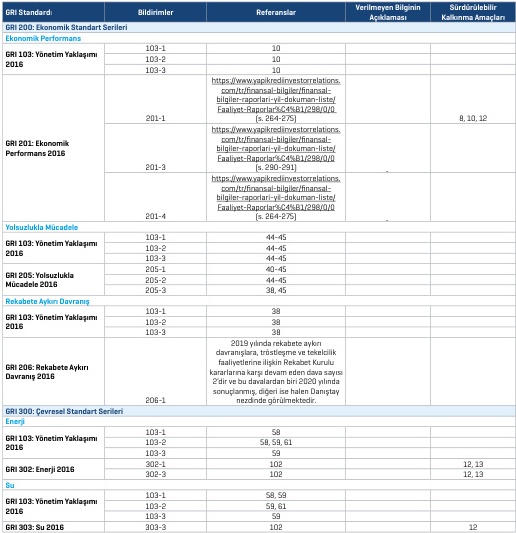 GRI Standardı Bildirimler Referanslar Verilmeyen Bilginin Açıklaması Sürdürülebilir Kalkınma Amaçları
GRI 200: Ekonomik Standart Serileri
Ekonomik Performans
GRI 103: Yönetim Yaklaşımı 2016
103-1 10
103-2 10
103-3 10
GRI 201: Ekonomik Performans 2016
https://www.yapikrediinvestorrelations.
com/tr/finansal-bilgiler/finansal-
bilgiler-raporlari-yil-dokuman-liste/
Faaliyet-Raporlar%C4%B1/298/0/0
201-1 (s. 264-275) 8, 10, 12
https://www.yapikrediinvestorrelations.
com/tr/finansal-bilgiler/finansal-
bilgiler-raporlari-yil-dokuman-liste/
Faaliyet-Raporlar%C4%B1/298/0/0
201-3 (s. 290-291) -
https://www.yapikrediinvestorrelations.
com/tr/finansal-bilgiler/finansal-
bilgiler-raporlari-yil-dokuman-liste/
Faaliyet-Raporlar%C4%B1/298/0/0
201-4 (s. 264-275) -
Yolsuzlukla Mücadele
GRI 103: Yönetim Yaklaşımı 2016
103-1 44-45
103-2 44-45
103-3 44-45
GRI 205: Yolsuzlukla Mücadele 2016
205-1 40-45
205-2 44-45
205-3 38, 45
Rekabete Aykırı Davranış
GRI 103: Yönetim Yaklaşımı 2016
103-1 38
103-2 38
103-3 38
GRI 206: Rekabete Aykırı Davranış 2016
2019 yılında rekabete aykırı
davranışlara, tröstleşme ve tekelcilik
faaliyetlerine ilişkin Rekabet Kurulu
kararlarına karşı devam eden dava sayısı
2'dir ve bu davalardan biri 2020 yılında
sonuçlanmış, diğeri ise halen Danıştay
206-1 nezdinde görülmektedir.
GRI 300: Çevresel Standart Serileri
Enerji
GRI 103: Yönetim Yaklaşımı 2016
103-1 58
103-2 58, 59, 61
103-3 59
GRI 302: Enerji 2016
302-1 102 12, 13
302-3 102 12, 13
Su
GRI 103: Yönetim Yaklaşımı 2016
103-1 58, 59
103-2 59, 61
103-3 59
GRI 303: Su 2016 303-3 102 12